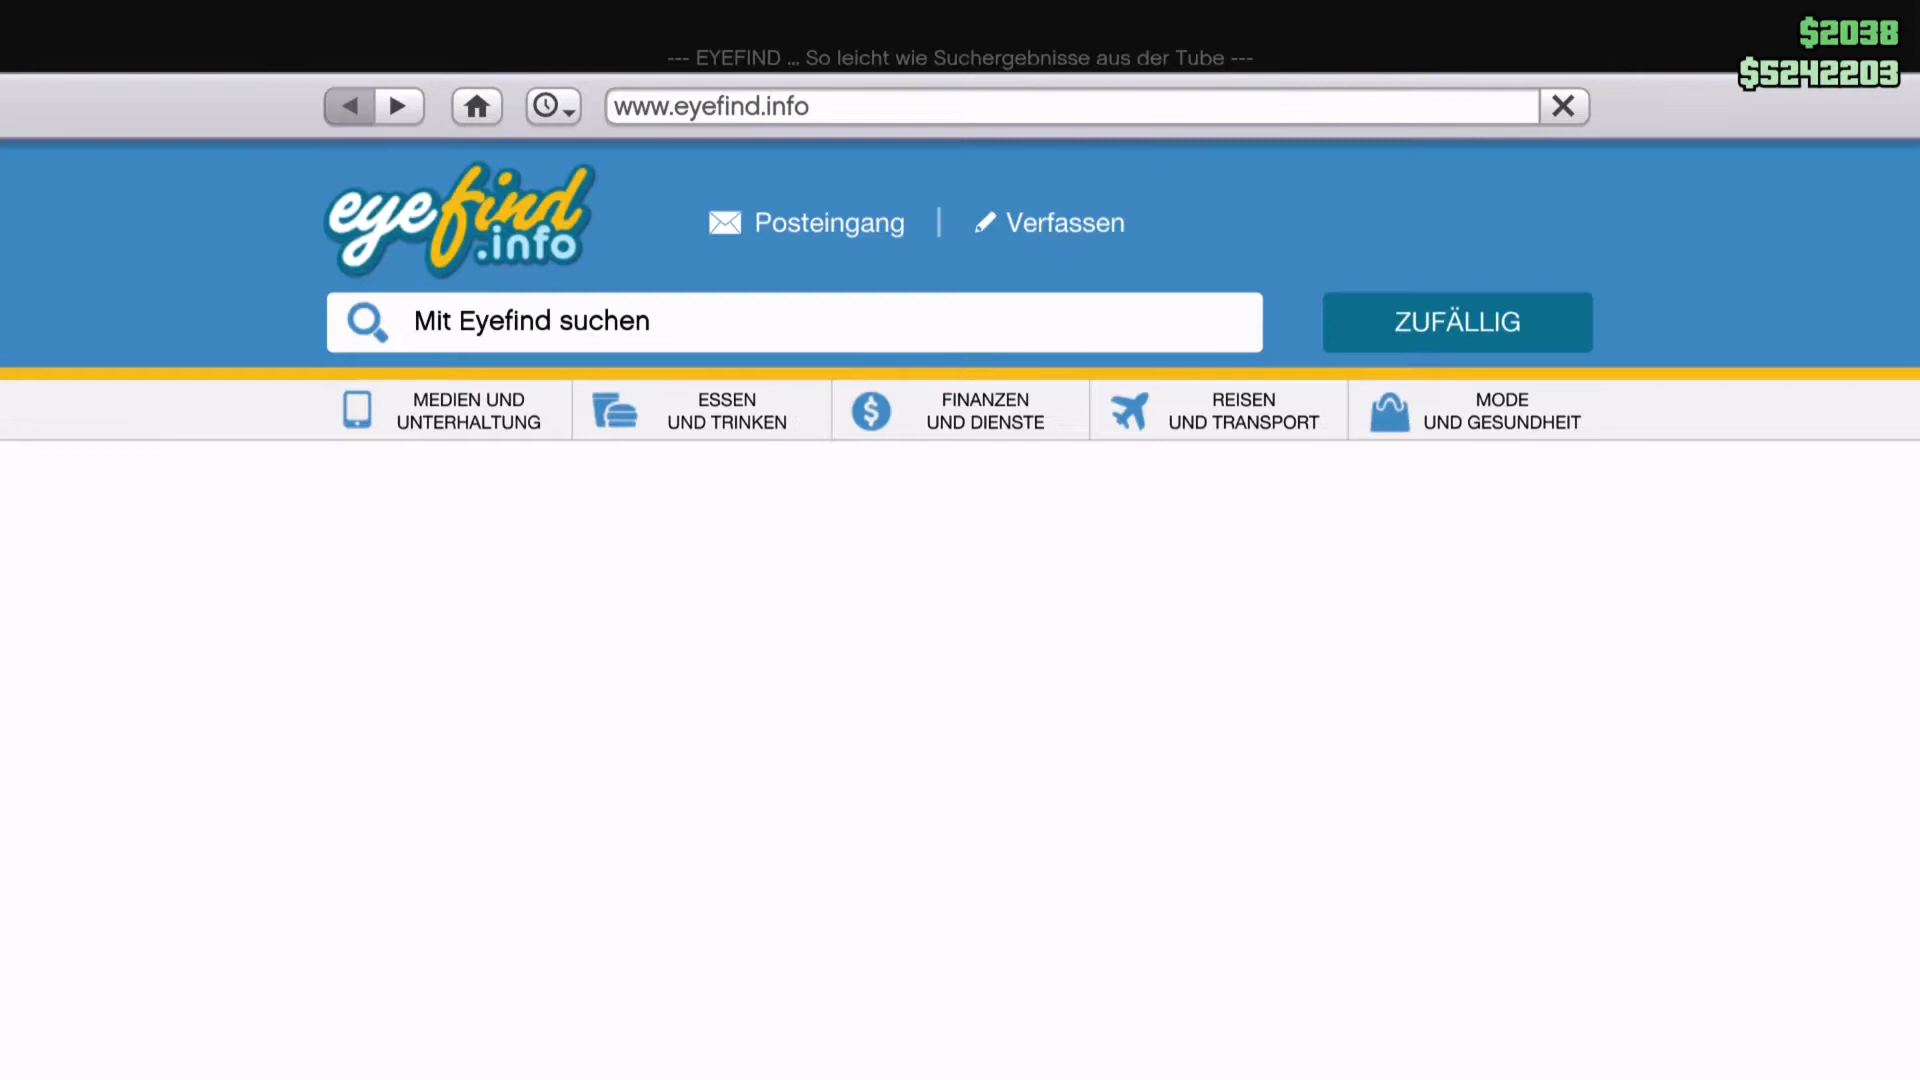 $2038
--- EYEFIND ... So leicht wie Suchergebnisse aus der Tube ---
$5242203
www.eyefind.info
eyefind
.info
Posteingang | Verfassen
Mit Eyefind suchen
ZUFÄLLIG
MEDIEN UND
UNTERHALTUNG
ESSEN
UND TRINKEN
FINANZEN
UND DIENSTE
REISEN
UND TRANSPORT
MODE
UND GESUNDHEIT